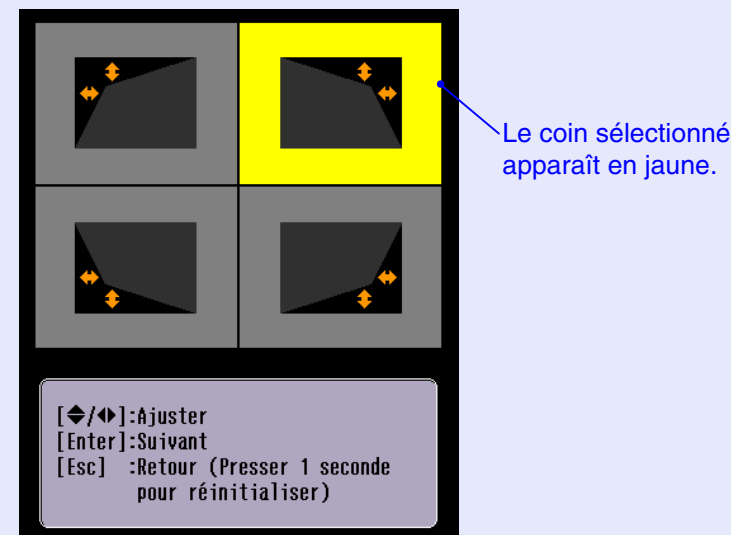 Le coin sélectionné
apparaît en jaune.
[◆/◆]:Ajuster
[Enter]:Suivant
[Esc] :Retour (Presser 1 seconde
pour réinitialiser)